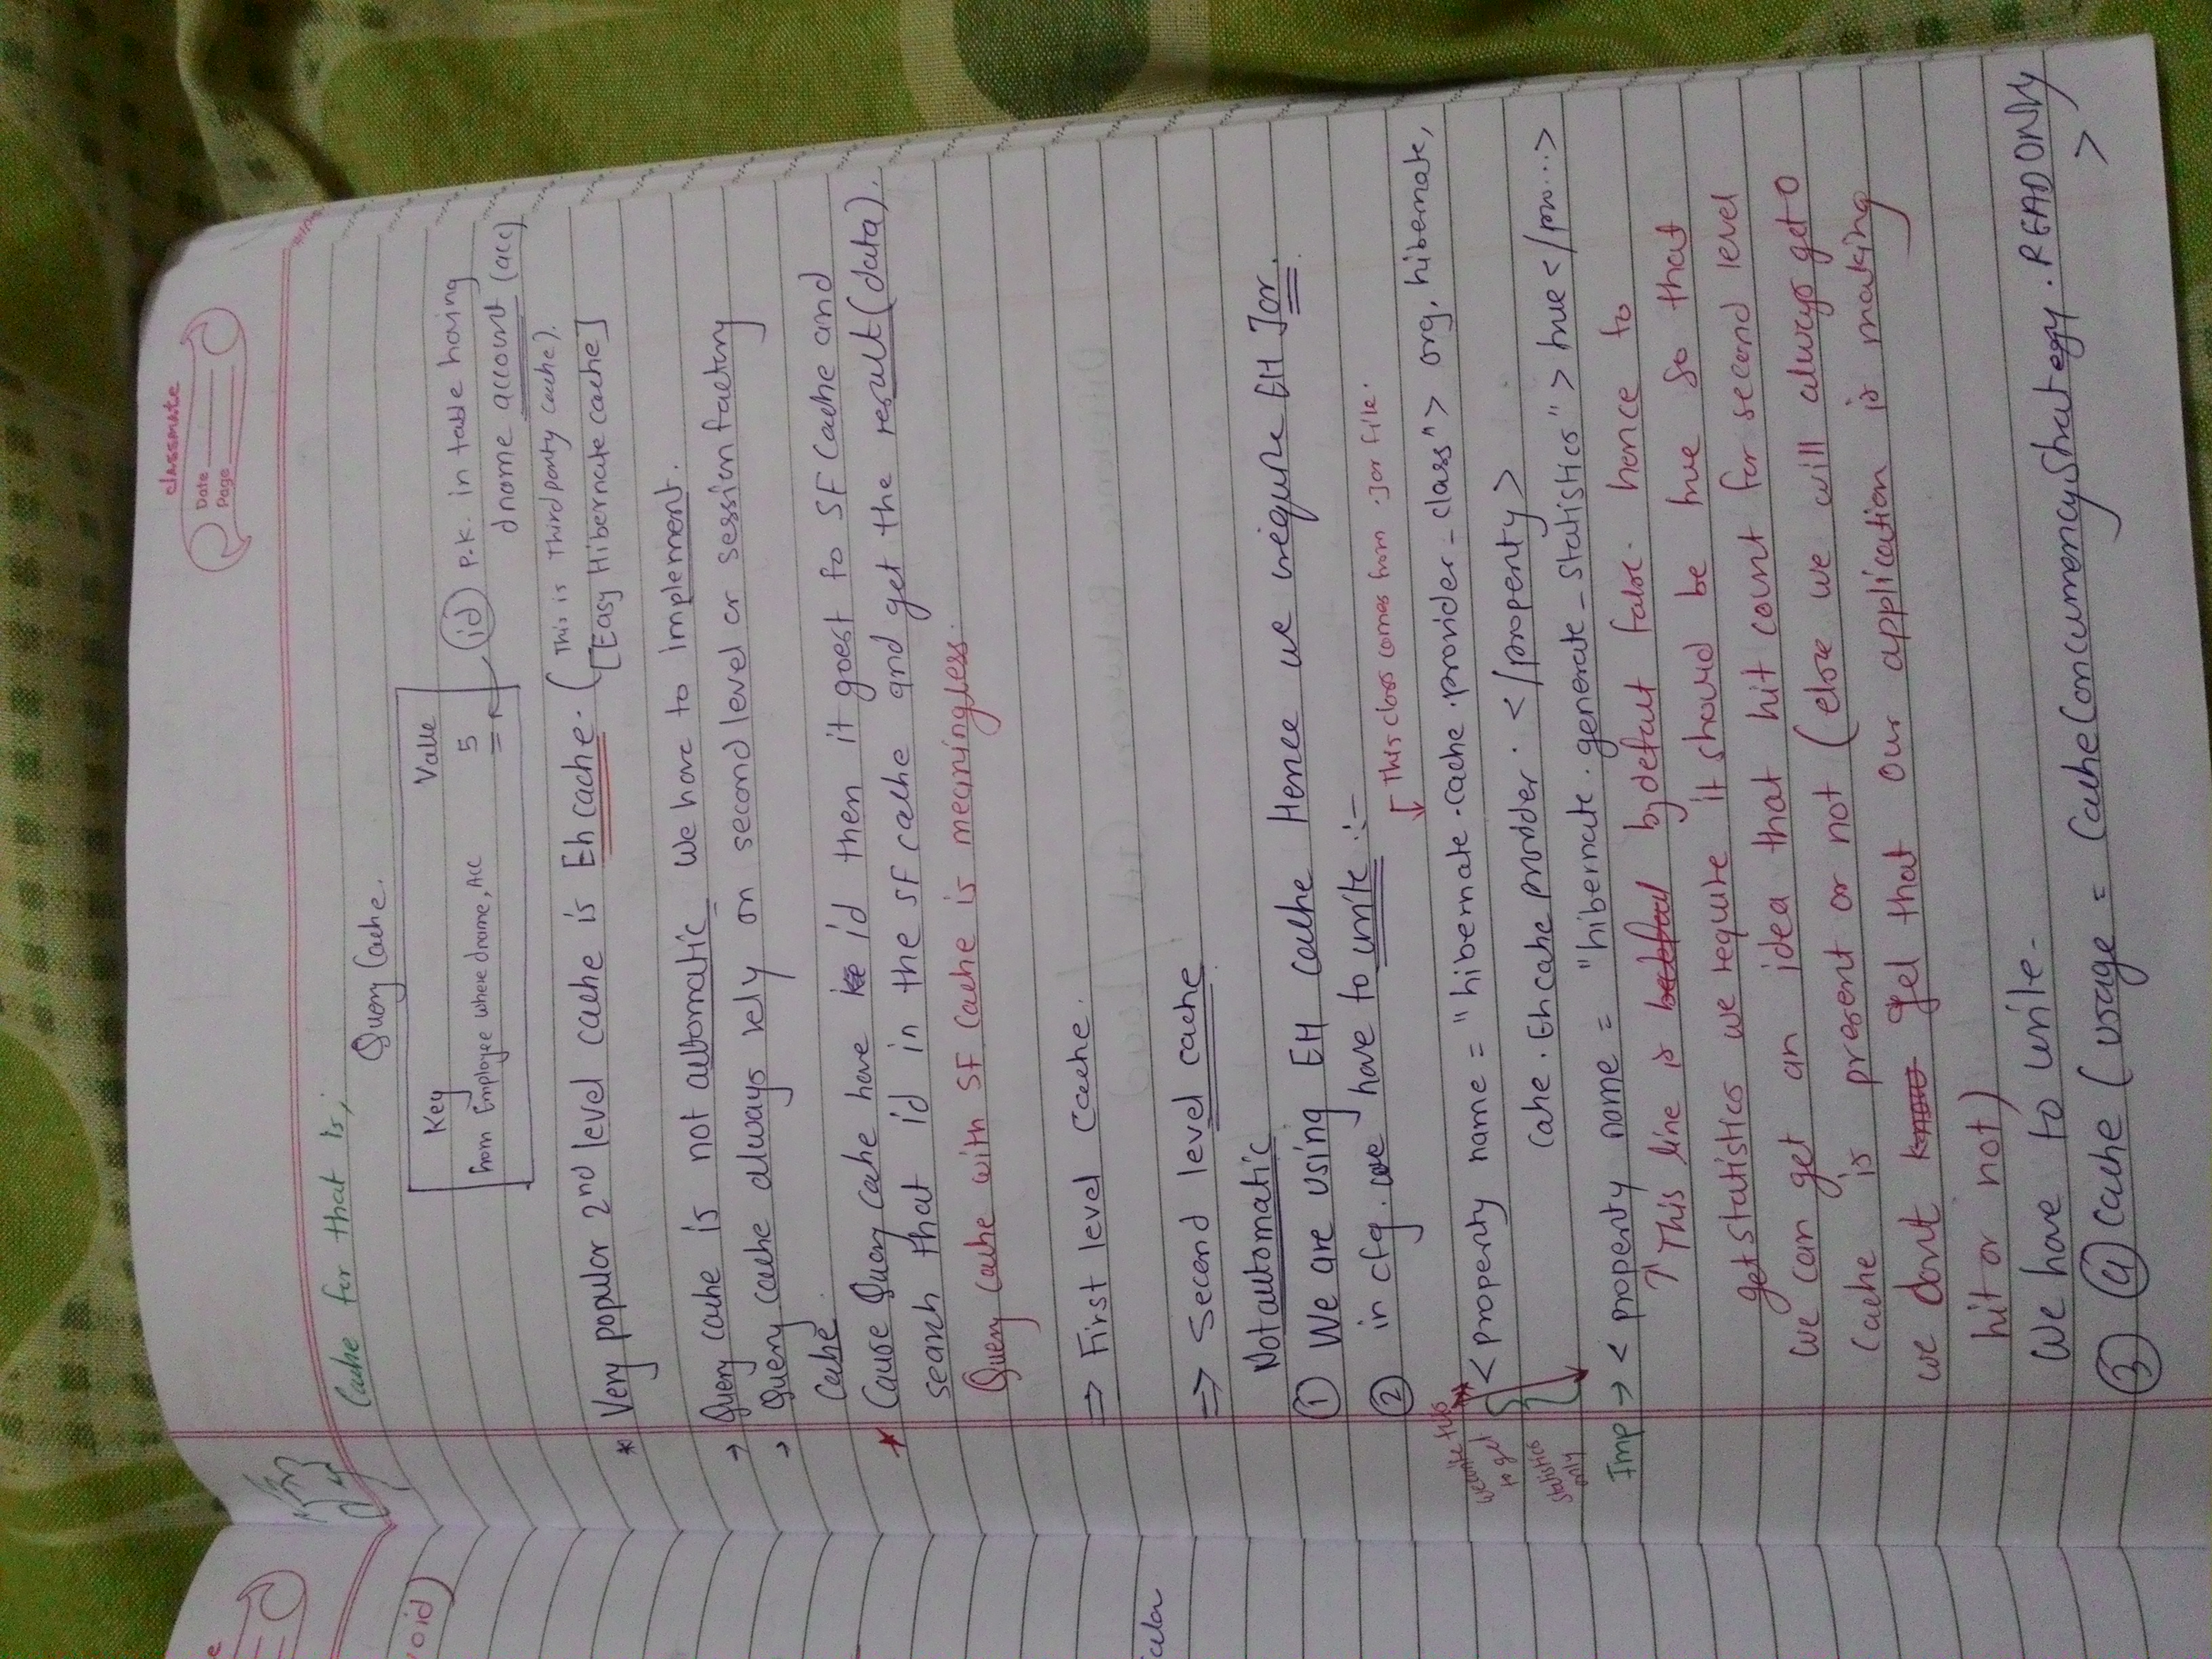 classmate
Date
Page
Cache for that is;
Query Cache.
Key Value
from Employee where dname, Acc 5
id P.K. in table having
dname account (acc)
* Very popular 2nd level cache is Eh cache. (This is Third party cache).
[Easy Hibernate cache]
→ Query cache is not automatic We have to implement.
→ Query cache always rely on second level or session factory
Cache.
* Cause Query cache have id then it goest to SF Cache and
search that id in the SF cache and get the result (data).
Query cache with SF Cache is meaningless.
⇒ First level Cache.
⇒ Second level cache
Not automatic
① We are using EH cache Hence we require EH Jar.
② in cfg. we have to write :-
This class comes from .jar file.
we write to get statistics only
< property name = "hibernate.cache.provider_class"> org. hibernate,
Cahe . Eh cahe provider . </property>
Imp → < property name = "hibernate. generate_statistics" > true </pro...>
↑ This line is by defaut false. hence to
get statistics we require it should be true so that
we can get an idea that hit count for second level
Cache is present or not (else we will always get 0
we dont get that our application is making
hit or not)
We have to write-
③ @ cache ( usage = CacheConcurrencyStrategy . READONLY
>
oid)